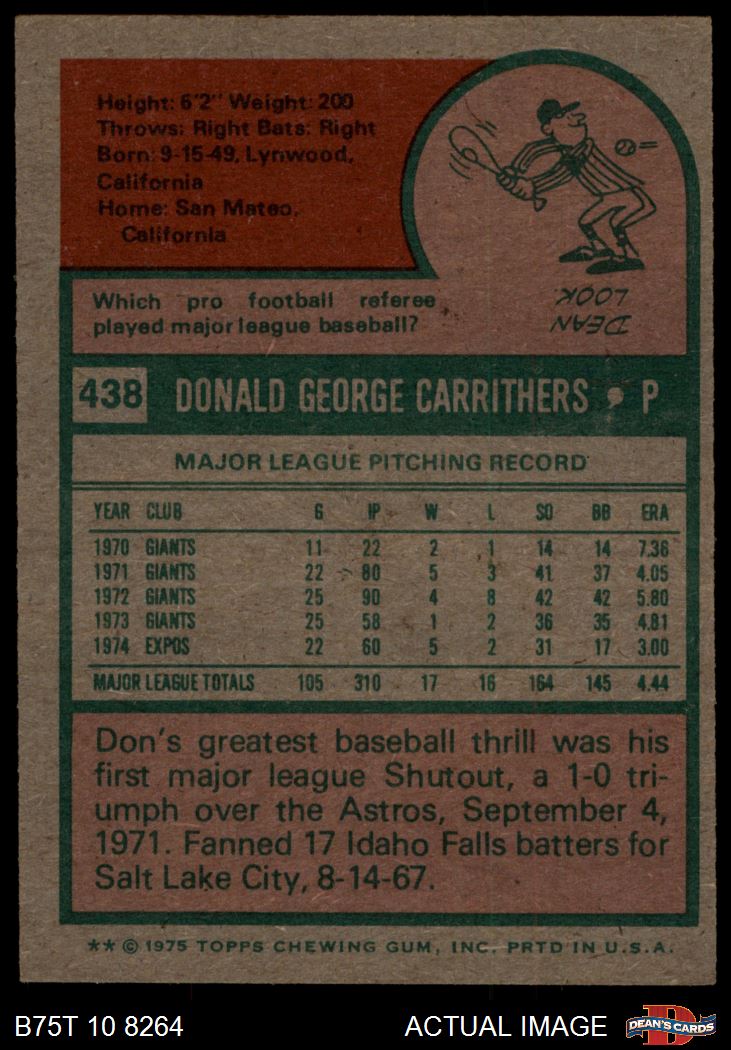 Height: 6'2" Weight: 200
Throws: Right Bats: Right
Born: 9-15-49, Lynwood,
California
Home: San Mateo,
California
Which pro football referee
played major league baseball?
DEAN
LOOK
438 DONALD GEORGE CARRITHERS • P
MAJOR LEAGUE PITCHING RECORD
YEAR CLUB G IP W L SO BB ERA
1970 GIANTS 11 22 2 1 14 14 7.36
1971 GIANTS 22 80 5 3 41 37 4.05
1972 GIANTS 25 90 4 8 42 42 5.80
1973 GIANTS 25 58 1 2 36 35 4.81
1974 EXPOS 22 60 5 2 31 17 3.00
MAJOR LEAGUE TOTALS 105 310 17 16 164 145 4.44
Don's greatest baseball thrill was his
first major league Shutout, a 1-0 tri-
umph over the Astros, September 4,
1971. Fanned 17 Idaho Falls batters for
Salt Lake City, 8-14-67.
** © 1975 TOPPS CHEWING GUM, INC. PRTD IN U.S.A.
B75T 10 8264 ACTUAL IMAGE DEAN'S CARDS